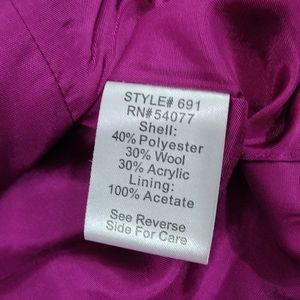 STYLE# 691
RN#54077
Shell:
40% Polyester
30% Wool
30% Acrylic
Lining:
100% Acetate
See Reverse
Side For Care